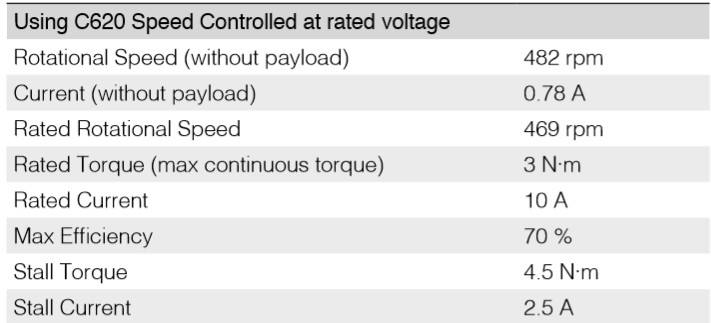 Using C620 Speed Controlled at rated voltage
Rotational Speed (without payload) 482 rpm
Current (without payload) 0.78 A
Rated Rotational Speed 469 rpm
Rated Torque (max continuous torque) 3 N·m
Rated Current 10 A
Max Efficiency 70 %
Stall Torque 4.5 N·m
Stall Current 2.5 A